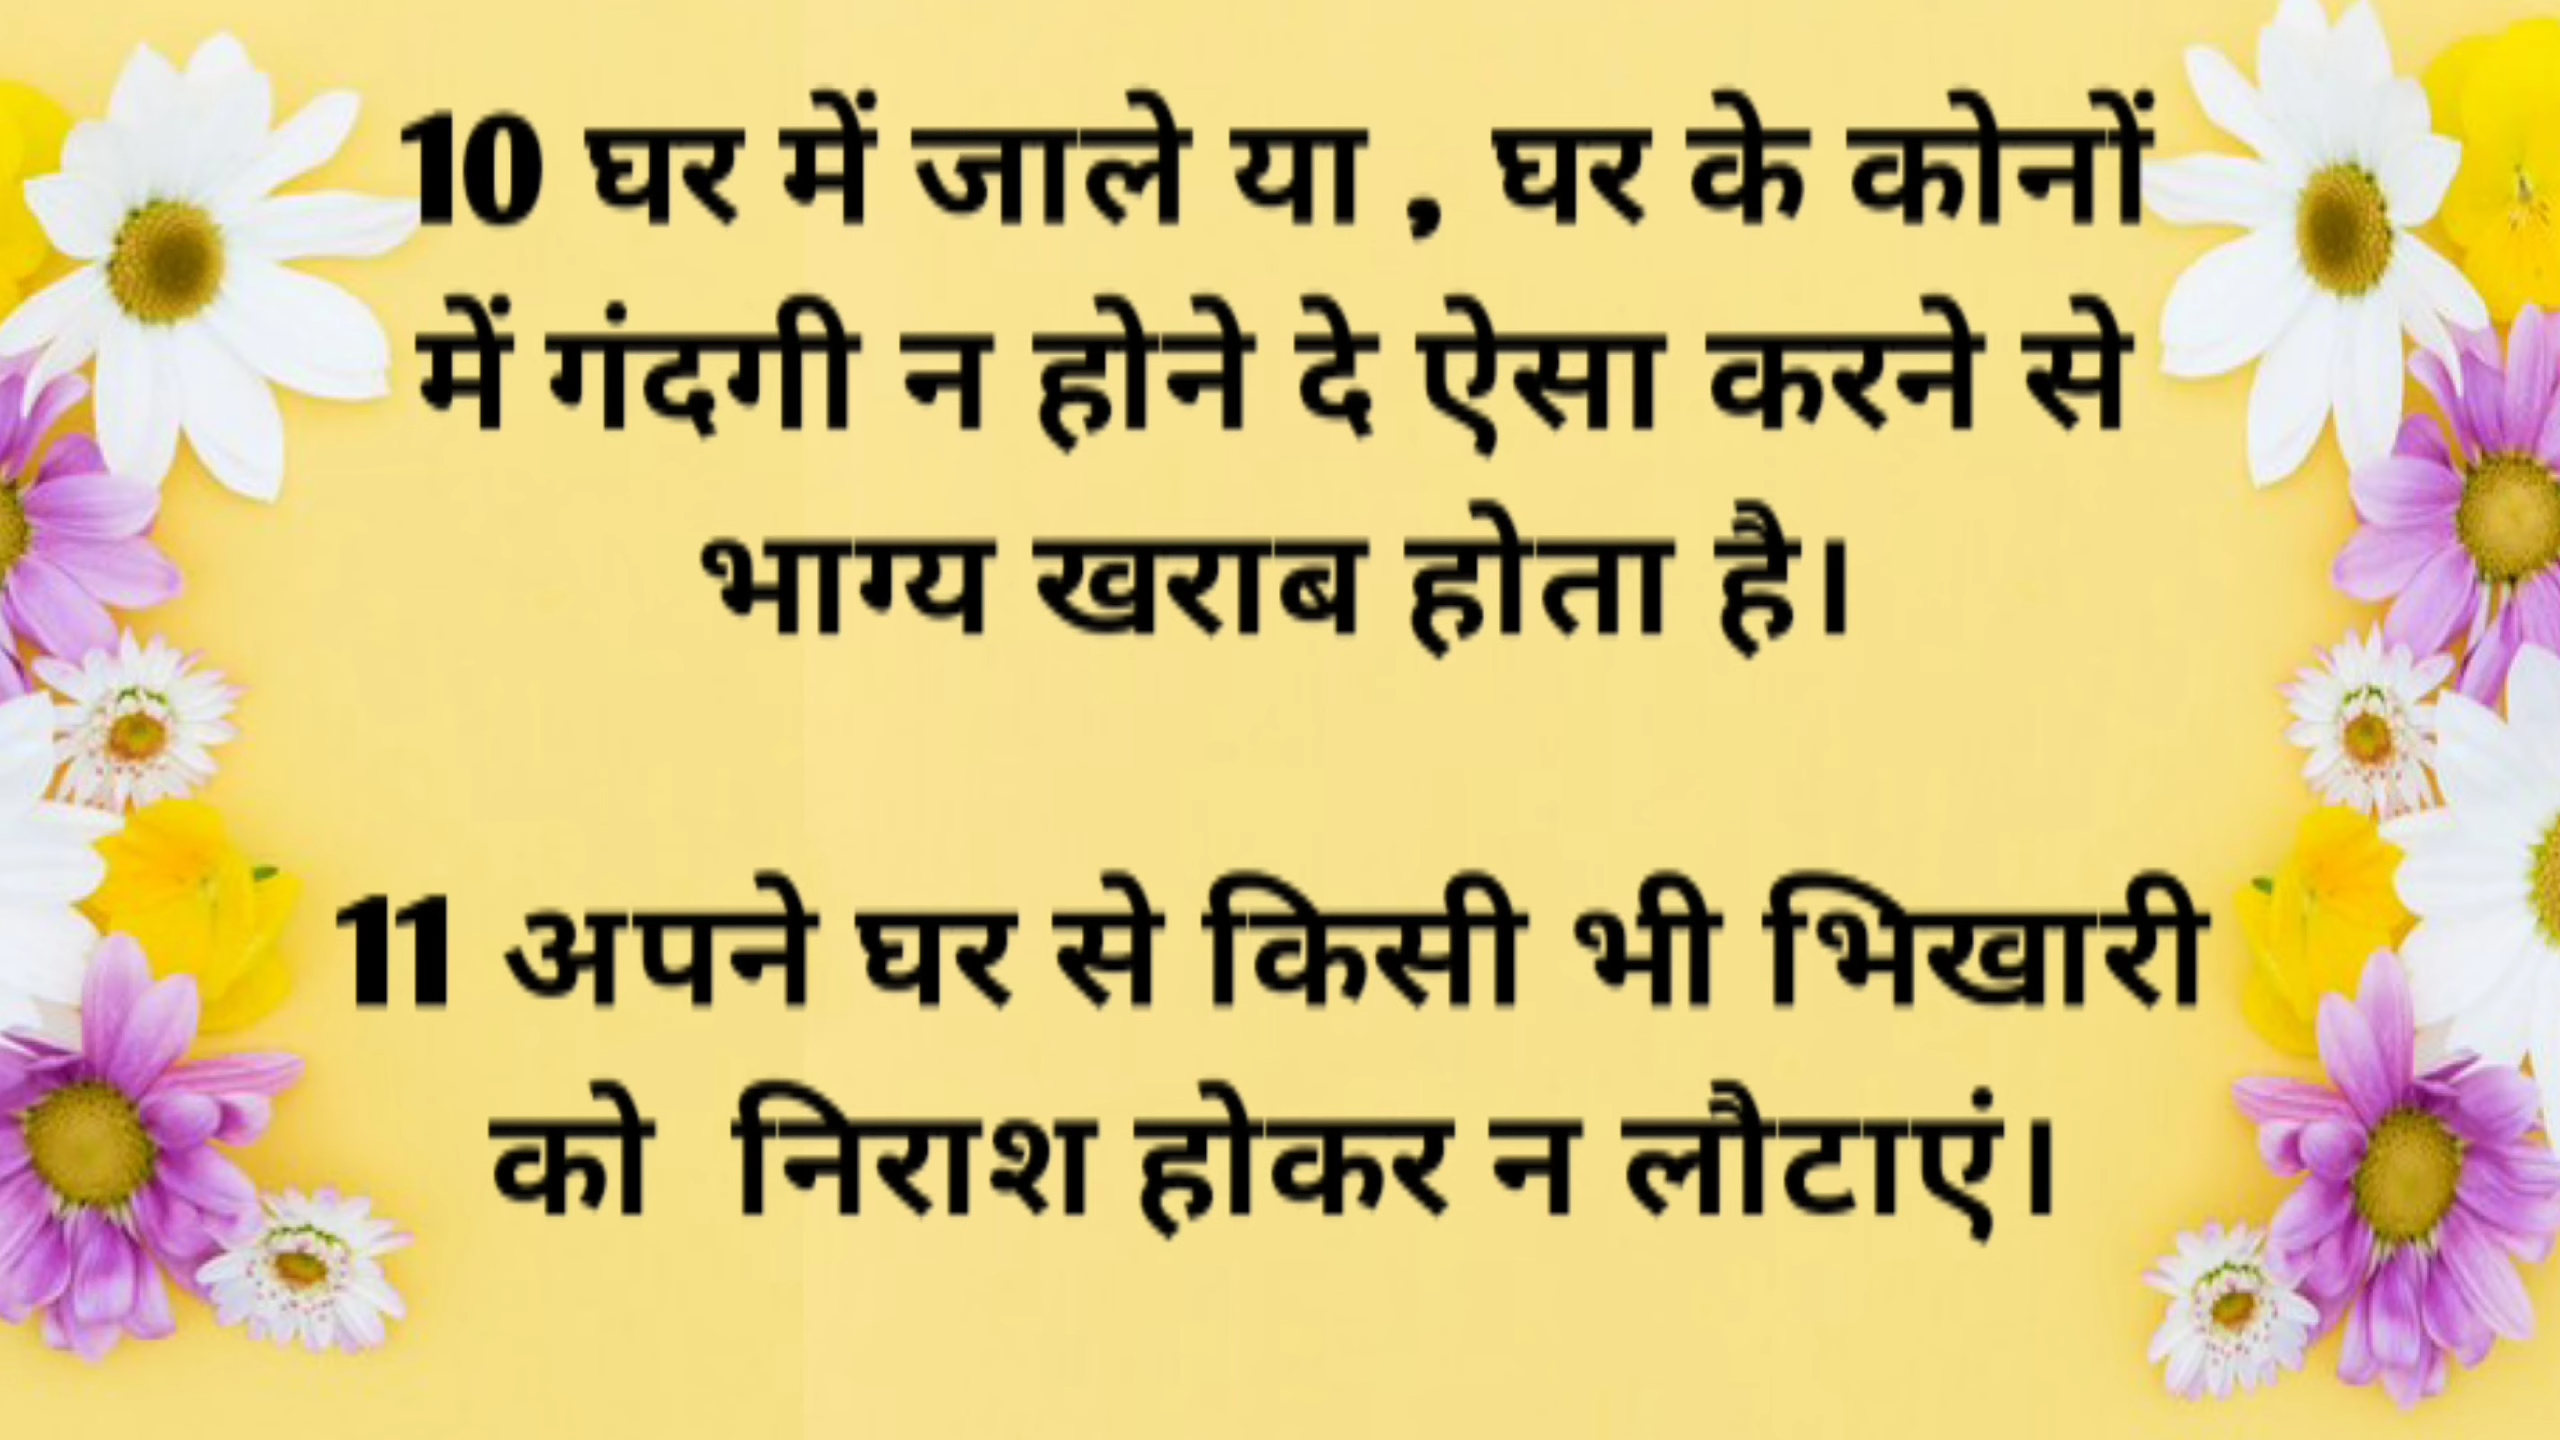 10 घर में जाले या , घर के कोनों
में गंदगी न होने दे ऐसा करने से
भाग्य खराब होता है।
11 अपने घर से किसी भी भिखारी
को निराश होकर न लौटाएं।